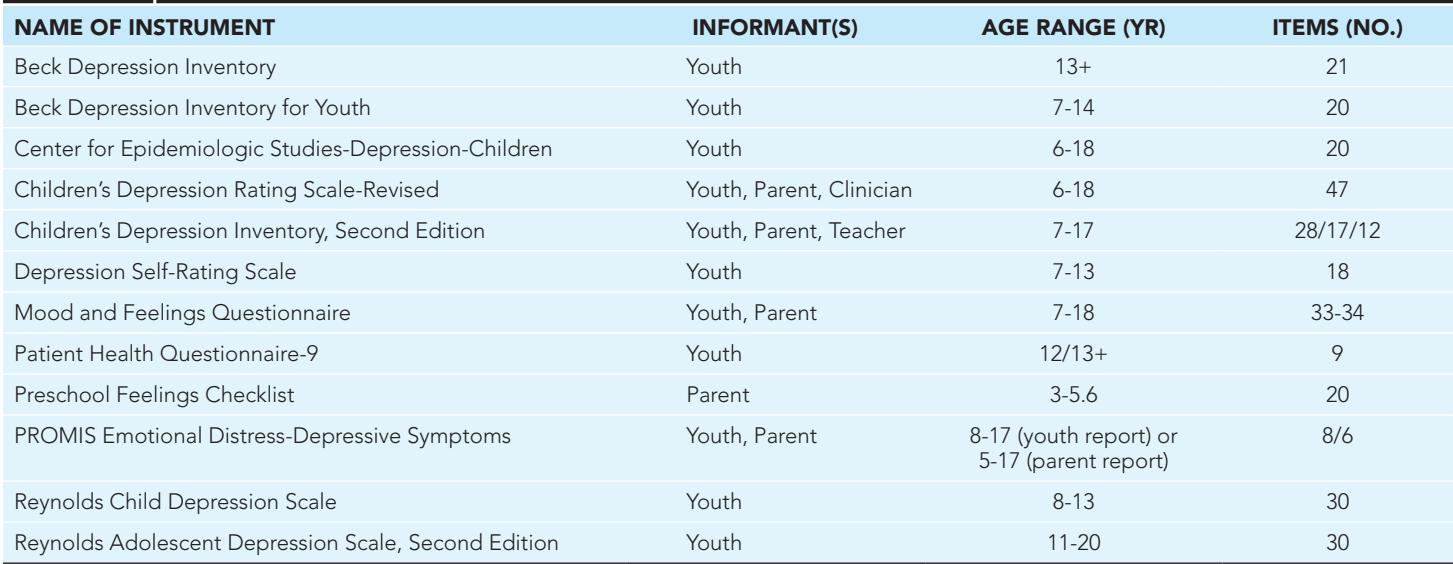 NAME OF INSTRUMENT INFORMANT(S) AGE RANGE (YR) ITEMS (NO.)
Beck Depression Inventory Youth 13+ 21
Beck Depression Inventory for Youth Youth 7-14 20
Center for Epidemiologic Studies-Depression-Children Youth 6-18 20
Children’s Depression Rating Scale-Revised Youth, Parent, Clinician 6-18 47
Children’s Depression Inventory, Second Edition Youth, Parent, Teacher 7-17 28/17/12
Depression Self-Rating Scale Youth 7-13 18
Mood and Feelings Questionnaire Youth, Parent 7-18 33-34
Patient Health Questionnaire-9 Youth 12/13+ 9
Preschool Feelings Checklist Parent 3-5.6 20
PROMIS Emotional Distress-Depressive Symptoms Youth, Parent 8-17 (youth report) or 8/6
5-17 (parent report)
Reynolds Child Depression Scale Youth 8-13 30
Reynolds Adolescent Depression Scale, Second Edition Youth 11-20 30